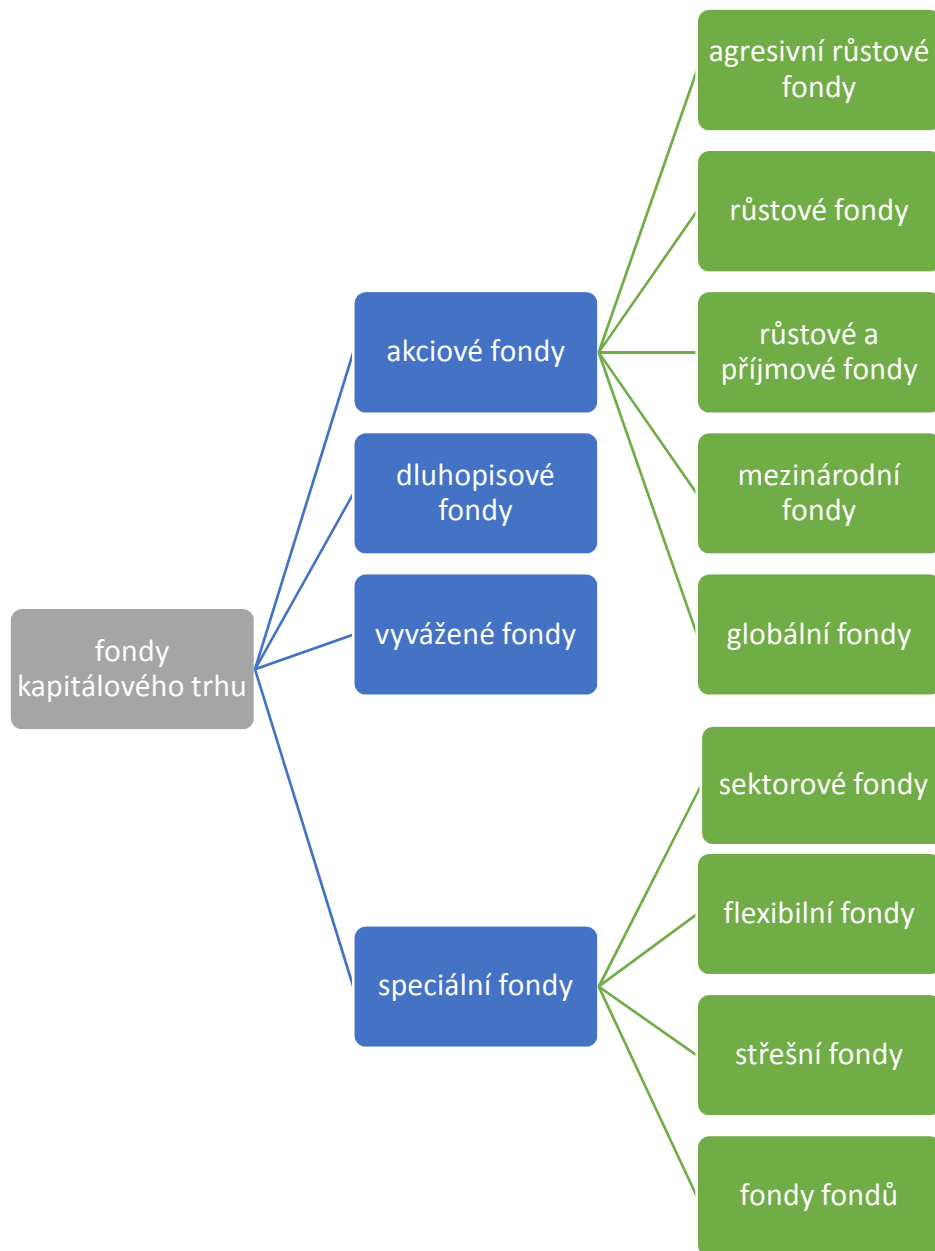 fondy
kapitálového trhu
akciové fondy
dluhopisové
fondy
vyvážené fondy
speciální fondy
agresivní růstové
fondy
růstové fondy
růstové a
příjmové fondy
mezinárodní
fondy
globální fondy
sektorové fondy
flexibilní fondy
střešní fondy
fondy fondů